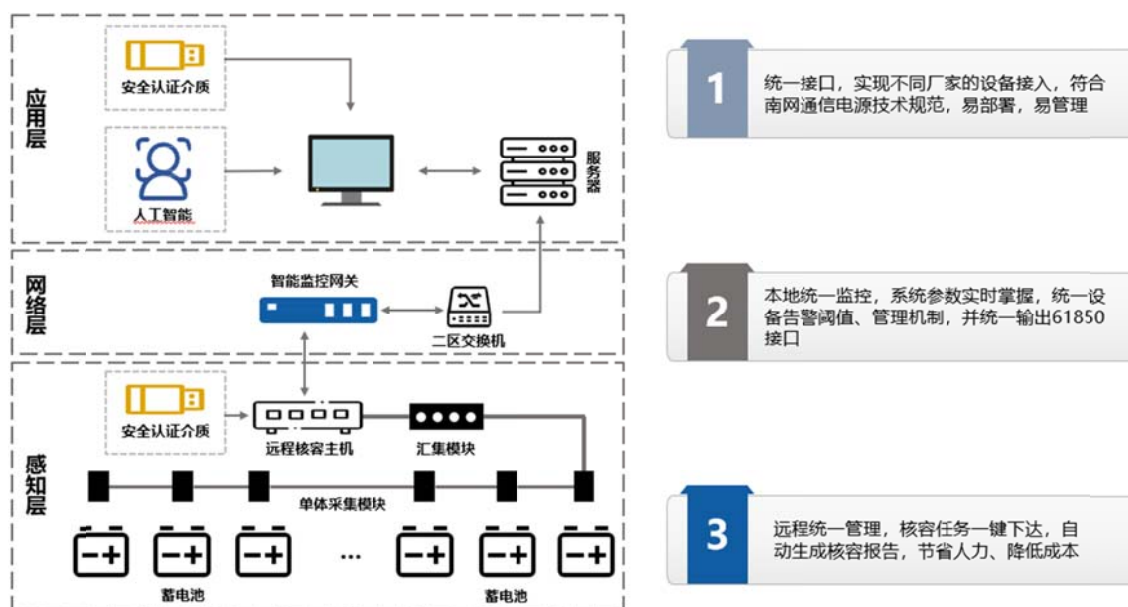 应用层
安全认证介质
人工智能
服务器
网络层
智能监控网关
二区交换机
感知层
安全认证介质
远程核容主机
汇集模块
单体采集模块
...
蓄电池
蓄电池
1
统一接口，实现不同厂家的设备接入，符合
南网通信电源技术规范，易部署，易管理
2
本地统一监控，系统参数实时掌握，统一设
备告警阈值、管理机制，并统一输出61850
接口
3
远程统一管理，核容任务一键下达，自
动生成核容报告，节省人力、降低成本